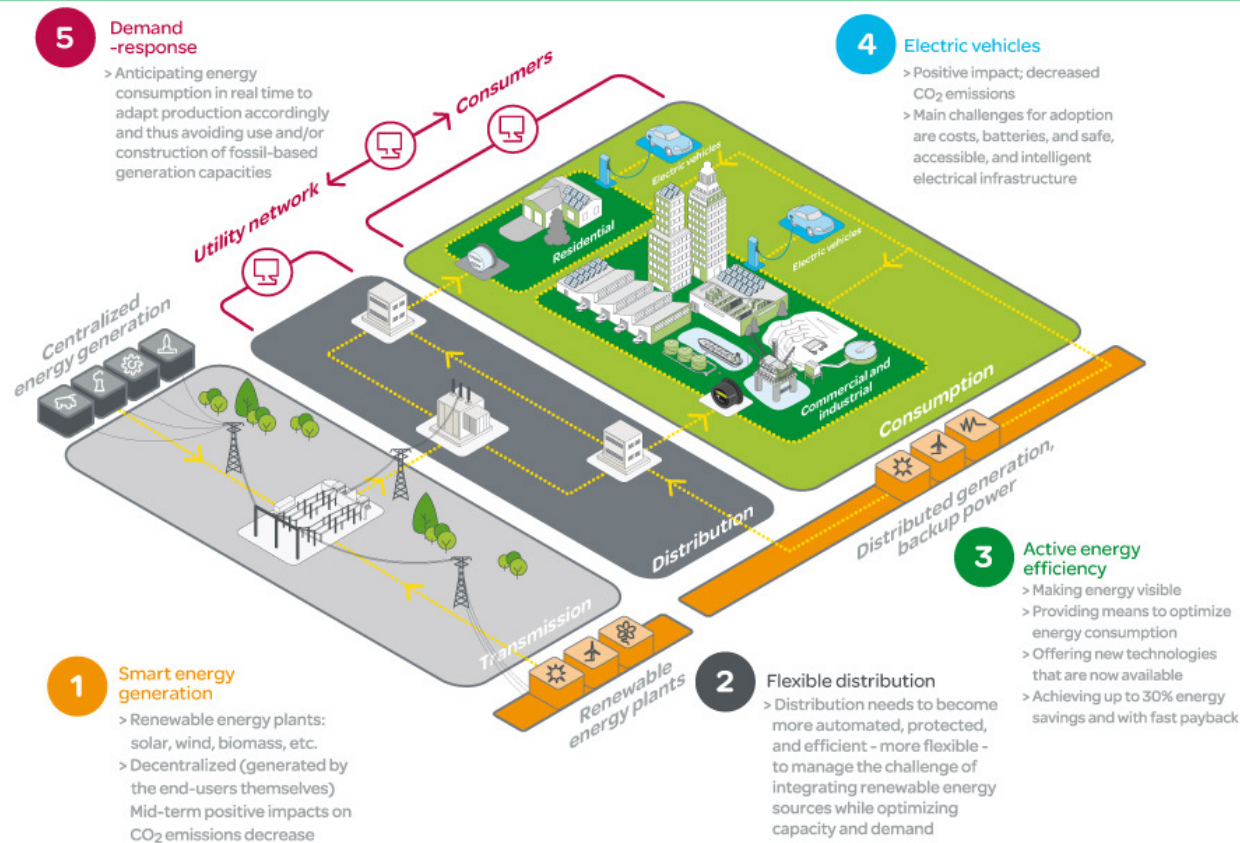 5
Demand
-response
> Anticipating energy
consumption in real time to
adapt production accordingly
and thus avoiding use and/or
construction of fossil-based
generation capacities
4
Electric vehicles
> Positive impact; decreased
CO2 emissions
> Main challenges for adoption
are costs, batteries, and safe,
accessible, and intelligent
electrical infrastructure
Consumers
Utility network
Electric vehicles
Residential
Electric vehicles
Centralized
energy generation
Commercial and
industrial
Consumption
Distribution
Distributed generation,
backup power
Transmission
Renewable
energy plants
3
Active energy
efficiency
> Making energy visible
> Providing means to optimize
energy consumption
> Offering new technologies
that are now available
> Achieving up to 30% energy
savings and with fast payback
1
Smart energy
generation
> Renewable energy plants:
solar, wind, biomass, etc.
> Decentralized (generated by
the end-users themselves)
Mid-term positive impacts on
CO2 emissions decrease
2
Flexible distribution
> Distribution needs to become
more automated, protected,
and efficient - more flexible -
to manage the challenge of
integrating renewable energy
sources while optimizing
capacity and demand